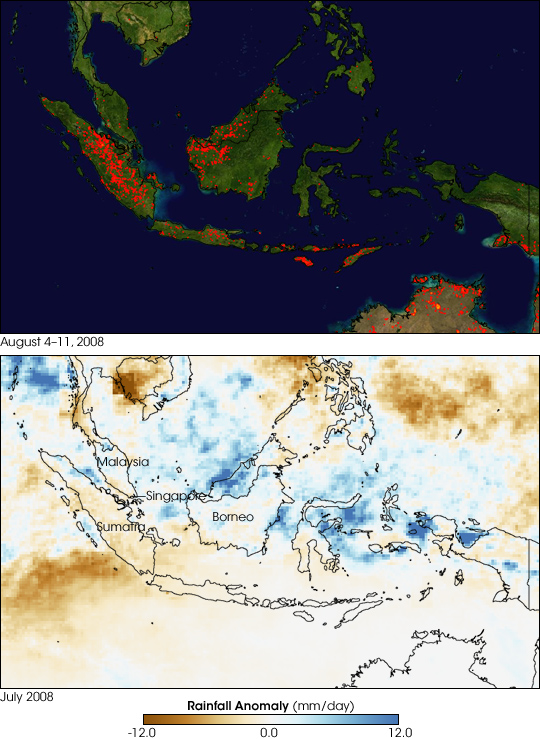 August 4–11, 2008
Malaysia
Singapore
Sumatra
Borneo
July 2008
Rainfall Anomaly (mm/day)
-12.0 0.0 12.0